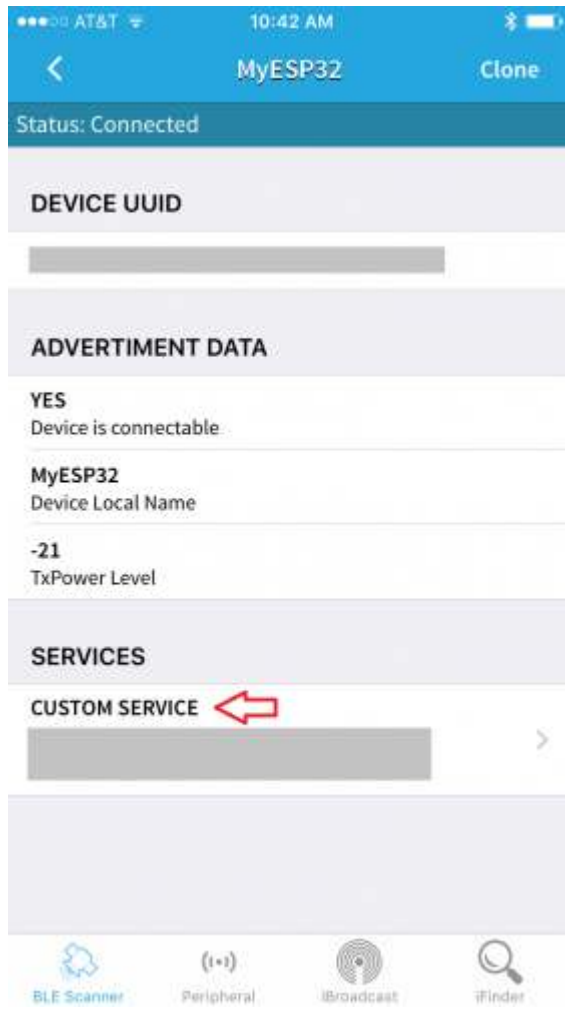 AT&T 10:42 AM
MyESP32 Clone
Status: Connected
DEVICE UUID
ADVERTIMENT DATA
YES
Device is connectable
MyESP32
Device Local Name
-21
TxPower Level
SERVICES
CUSTOM SERVICE
BLE Scanner Peripheral iBroadcast iFinder